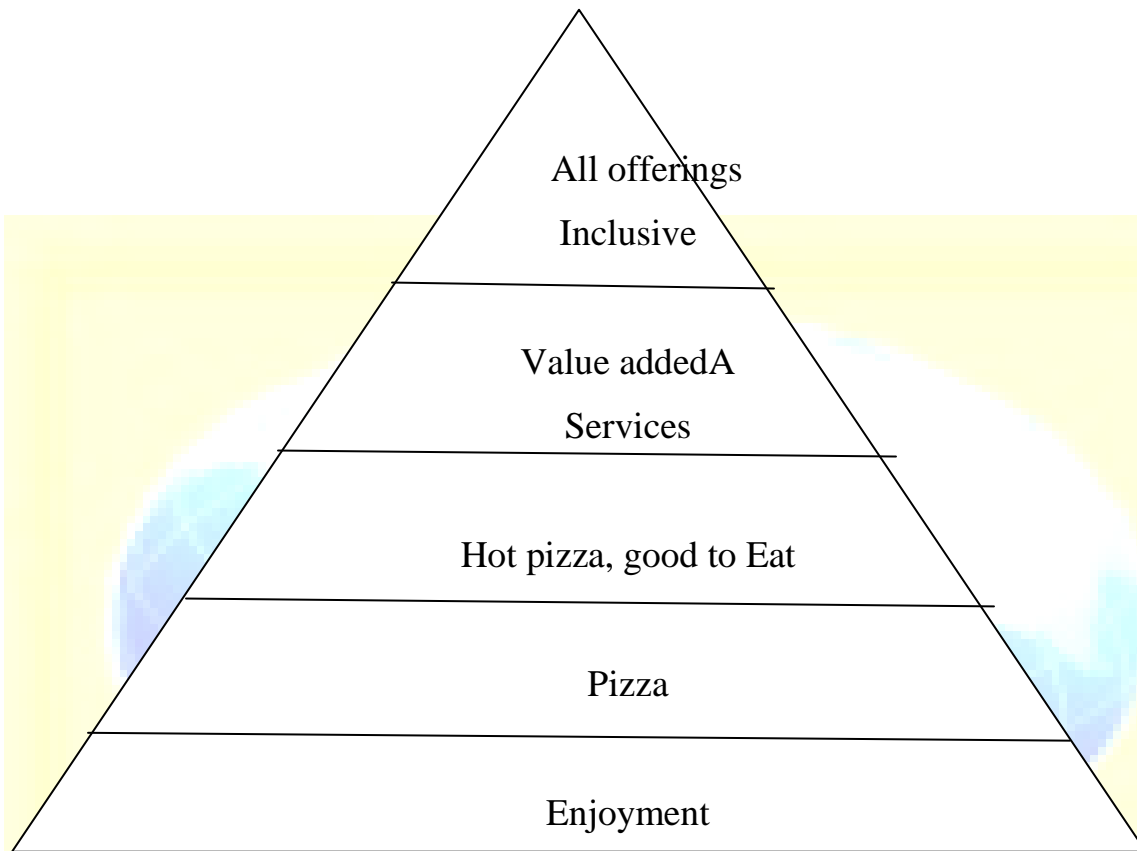 All offerings
Inclusive
Value addedA
Services
Hot pizza, good to Eat
Pizza
Enjoyment